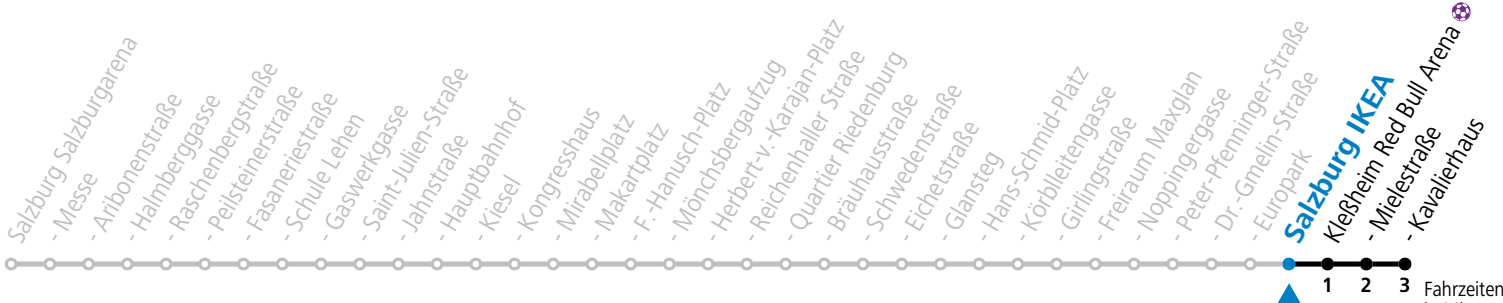 Salzburg Salzburgarena
- Messe
- Aribonenstraße
- Halmberggasse
- Raschenbergstraße
- Peilsteinerstraße
- Fasaneriestraße
- Schule Lehen
- Gaswerkgasse
- Saint-Julien-Straße
- Jahnstraße
- Hauptbahnhof
- Kiesel
- Kongresshaus
- Mirabellplatz
- Makartplatz
- F.-Hanusch-Platz
- Mönchsbergaufzug
- Herbert-v.-Karajan-Platz
- Reichenhaller Straße
- Quartier Riedenburg
- Bräuhausstraße
- Schwedenstraße
- Eichetstraße
- Glansteg
- Hans-Schmid-Platz
- Körblleitengasse
- Girlingstraße
- Freiraum Maxglan
- Noppingergasse
- Peter-Pfenninger-Straße
- Dr.-Gmelin-Straße
- Europark
Salzburg IKEA
Kleßheim Red Bull Arena
- Mielestraße
- Kavalierhaus
1 2 3 Fahrzeiten